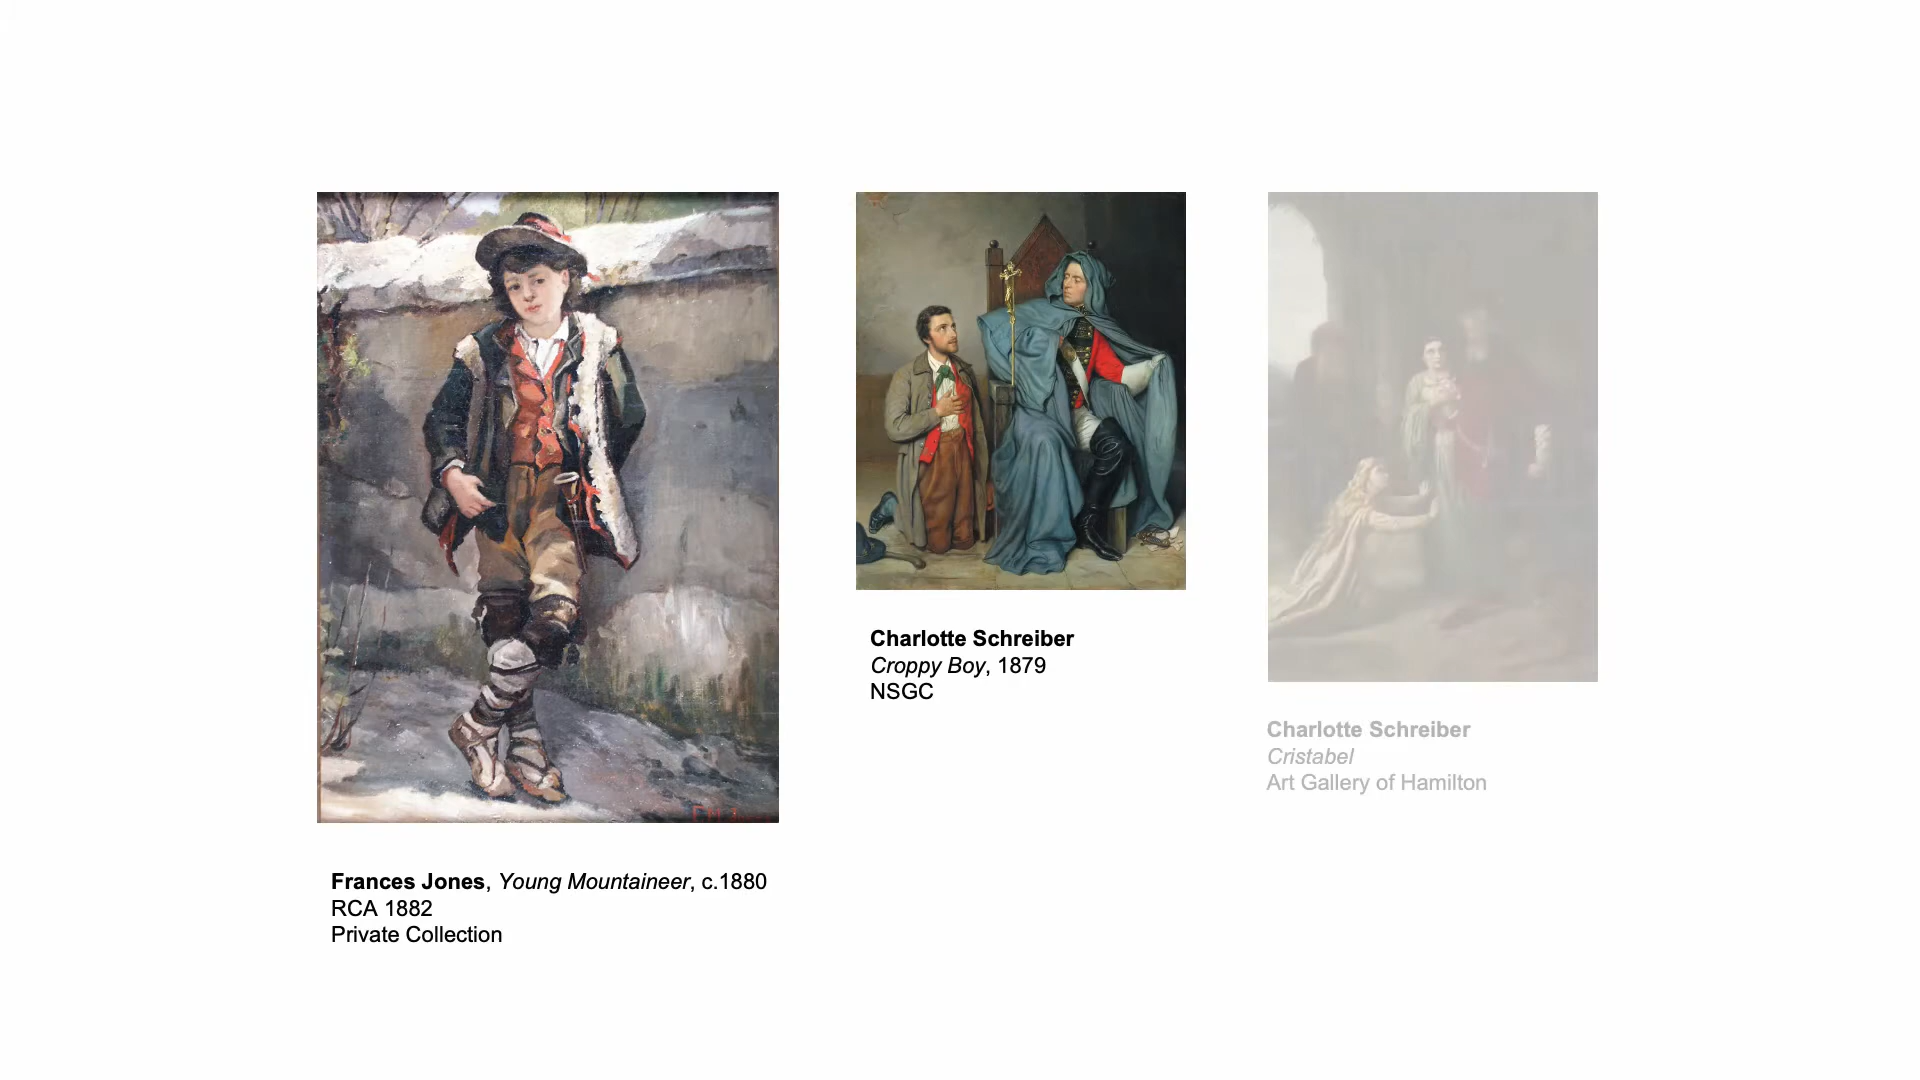 Frances Jones, Young Mountaineer, c.1880
RCA 1882
Private Collection
Charlotte Schreiber
Croppy Boy, 1879
NSGC
Charlotte Schreiber
Cristabel
Art Gallery of Hamilton